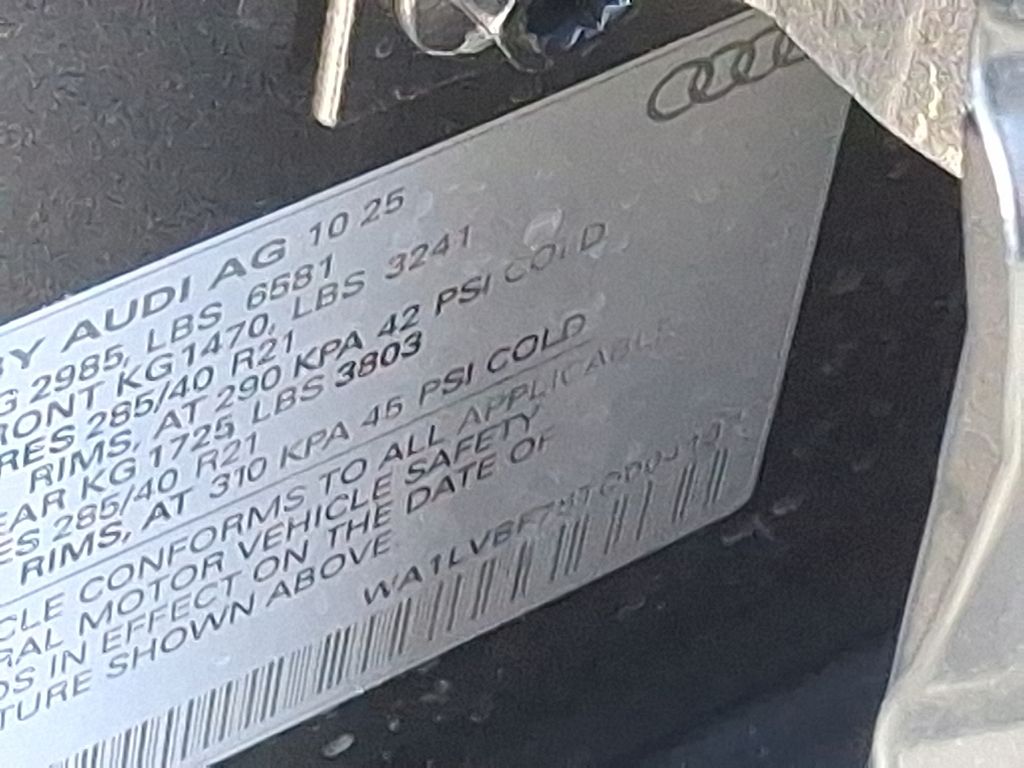 BY AUDI AG 10 25
G 2985, LBS 6581
RONT KG1470, LBS 3241
RES 285/40 R21
RIMS, AT 290 KPA 42 PSI COLD
EAR KG 1725 LBS 3803
ES 285/40 R21
RIMS, AT 310 KPA 45 PSI COLD
CLE CONFORMS TO ALL APPLICABLE
RAL MOTOR VEHICLE SAFETY
DS IN EFFECT ON THE DATE OF
TURE SHOWN ABOVE